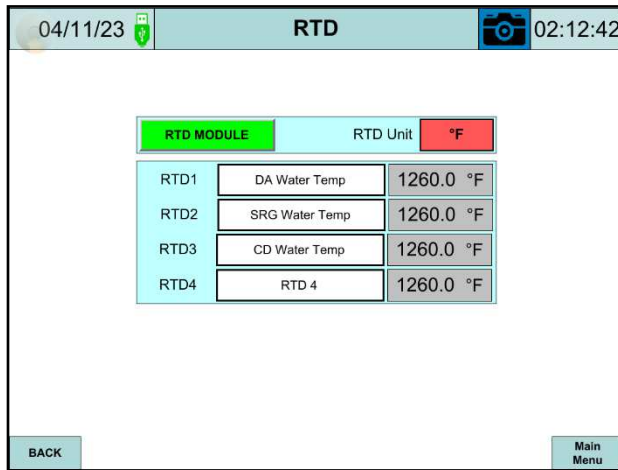 04/11/23 RTD 02:12:42
RTD MODULE RTD Unit °F
RTD1 DA Water Temp 1260.0 °F
RTD2 SRG Water Temp 1260.0 °F
RTD3 CD Water Temp 1260.0 °F
RTD4 RTD 4 1260.0 °F
BACK Main
Menu